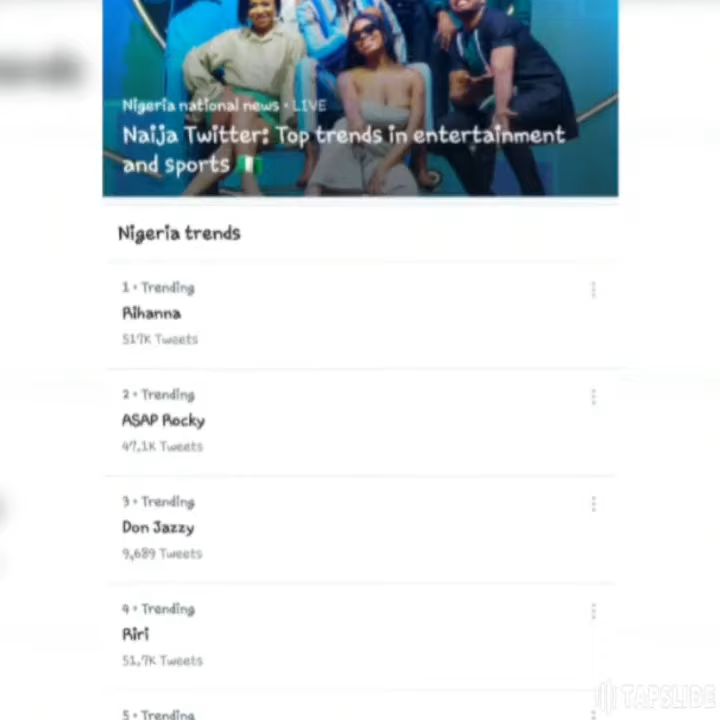 Nigeria national news · LIVE
Naija Twitter: Top trends in entertainment
and sports 🇳🇬
Nigeria trends
1 · Trending
Rihanna
517K Tweets
2 · Trending
ASAP Rocky
47.1K Tweets
3 · Trending
Don Jazzy
9,689 Tweets
4 · Trending
Riri
51.7K Tweets
5 · Trending
TAPSLIDE